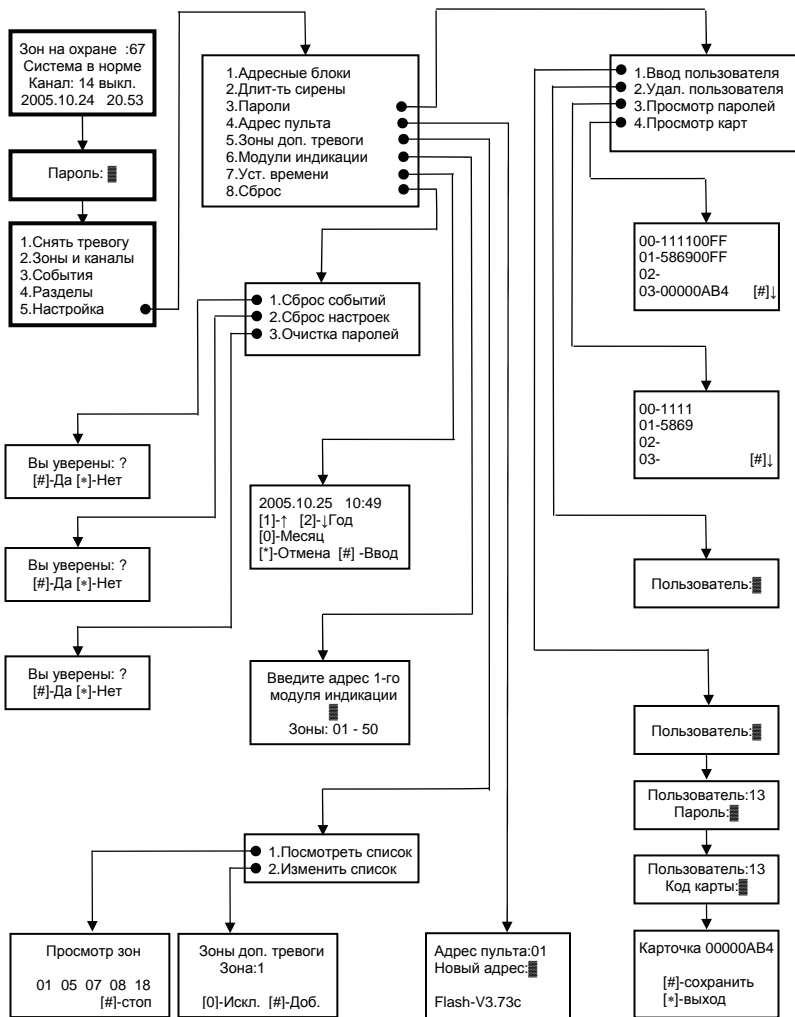 Зон на охране :67
Система в норме
Канал: 14 выкл.
2005.10.24 20.53
Пароль:
1.Снять тревогу
2.Зоны и каналы
3.События
4.Разделы
5.Настройка
1.Адресные блоки
2.Длит-ть сирены
3.Пароли
4.Адрес пульта
5.Зоны доп. тревоги
6.Модули индикации
7.Уст. времени
8.Сброс
1.Ввод пользователя
2.Удал. пользователя
3.Просмотр паролей
4.Просмотр карт
00-111100FF
01-586900FF
02-
03-00000AB4 [#]↓
1.Сброс событий
2.Сброс настроек
3.Очистка паролей
00-1111
01-5869
02-
03- [#]↓
Вы уверены: ?
[#]-Да [*]-Нет
2005.10.25 10:49
[1]-↑ [2]-↓Год
[0]-Месяц
[*]-Отмена [#] -Ввод
Вы уверены: ?
[#]-Да [*]-Нет
Пользователь:
Вы уверены: ?
[#]-Да [*]-Нет
Введите адрес 1-го
модуля индикации
Зоны: 01 - 50
Пользователь:
Пользователь:13
Пароль:
1.Посмотреть список
2.Изменить список
Пользователь:13
Код карты:
Просмотр зон
01 05 07 08 18
[#]-стоп
Зоны доп. тревоги
Зона:1
[0]-Искл. [#]-Доб.
Адрес пульта:01
Новый адрес:
Flash-V3.73c
Карточка 00000AB4
[#]-сохранить
[*]-выход